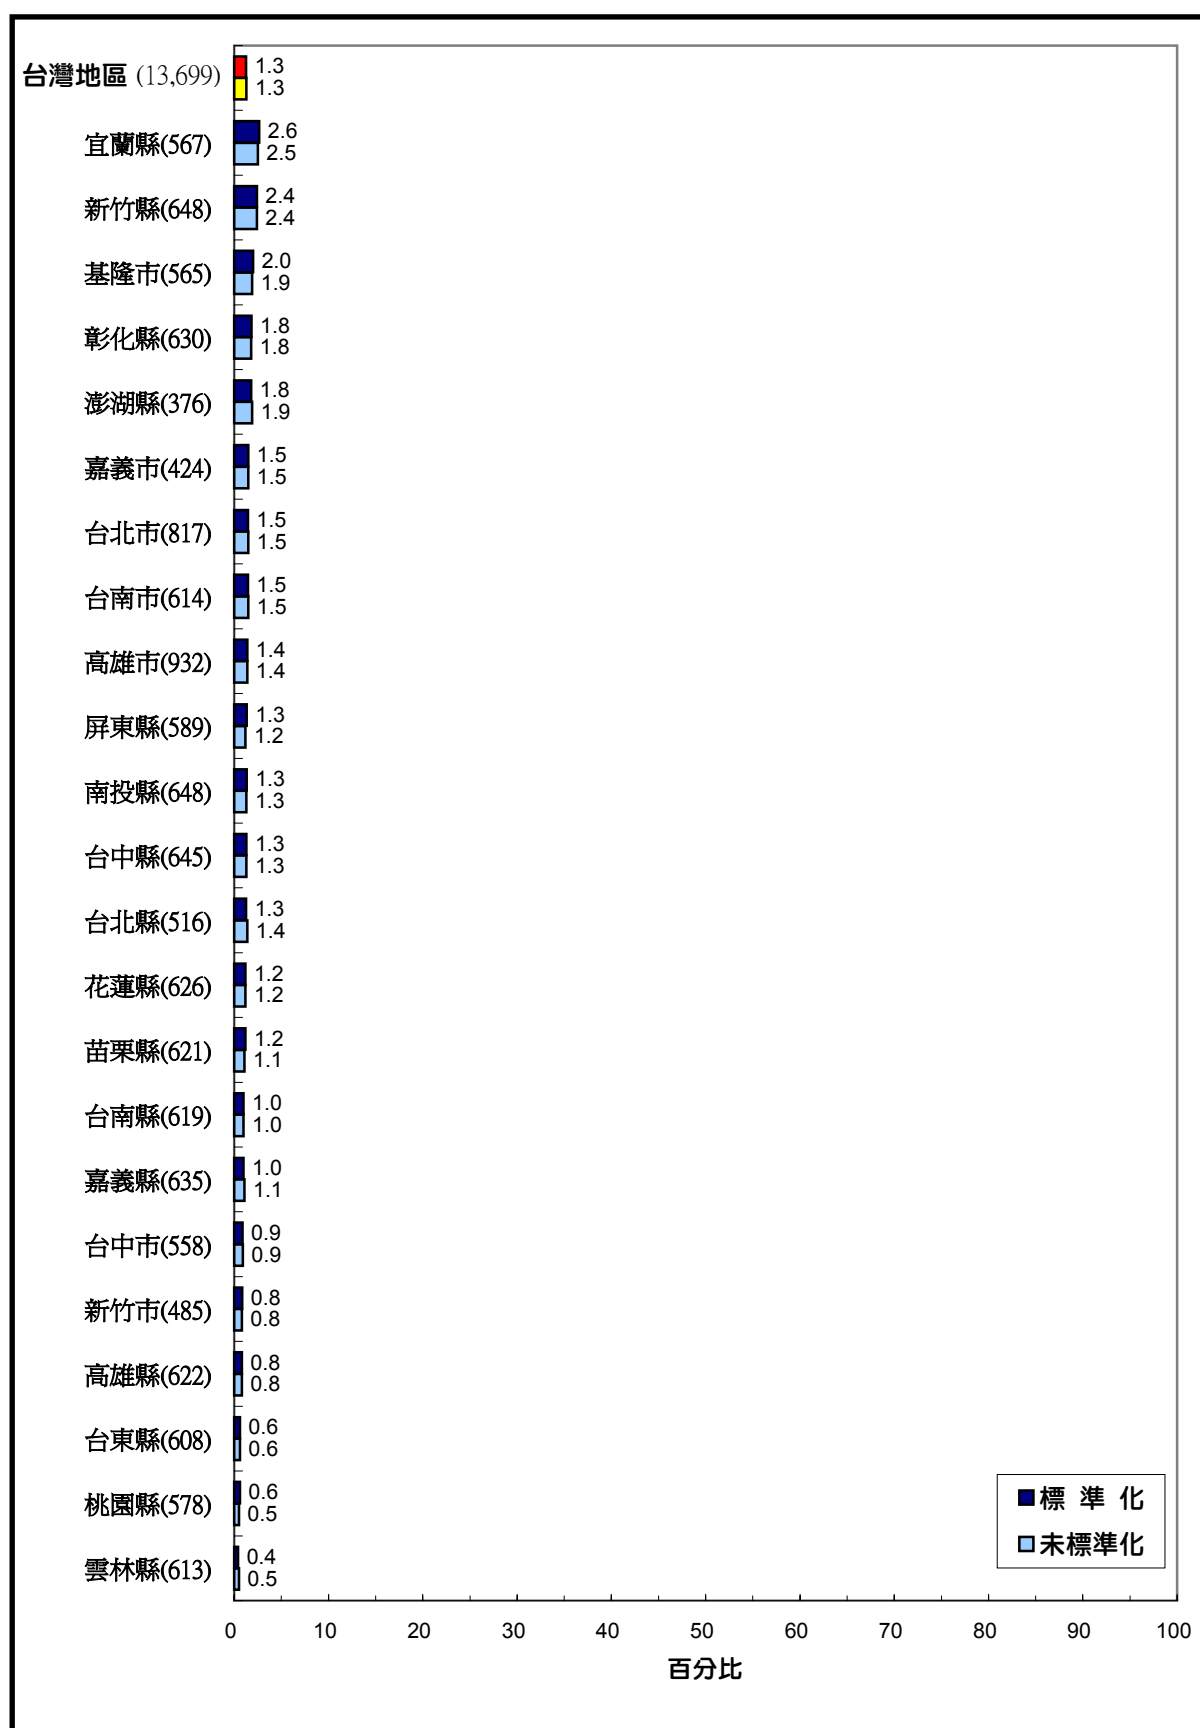 台灣地區 (13,699) 1.3
1.3
宜蘭縣(567) 2.6
2.5
新竹縣(648) 2.4
2.4
基隆市(565) 2.0
1.9
彰化縣(630) 1.8
1.8
澎湖縣(376) 1.8
1.9
嘉義市(424) 1.5
1.5
台北市(817) 1.5
1.5
台南市(614) 1.5
1.5
高雄市(932) 1.4
1.4
屏東縣(589) 1.3
1.2
南投縣(648) 1.3
1.3
台中縣(645) 1.3
1.3
台北縣(516) 1.3
1.4
花蓮縣(626) 1.2
1.2
苗栗縣(621) 1.2
1.1
台南縣(619) 1.0
1.0
嘉義縣(635) 1.0
1.1
台中市(558) 0.9
0.9
新竹市(485) 0.8
0.8
高雄縣(622) 0.8
0.8
台東縣(608) 0.6
0.6
桃園縣(578) 0.6
0.5
雲林縣(613) 0.4
0.5
標 準 化
未標準化
0 10 20 30 40 50 60 70 80 90 100
百分比